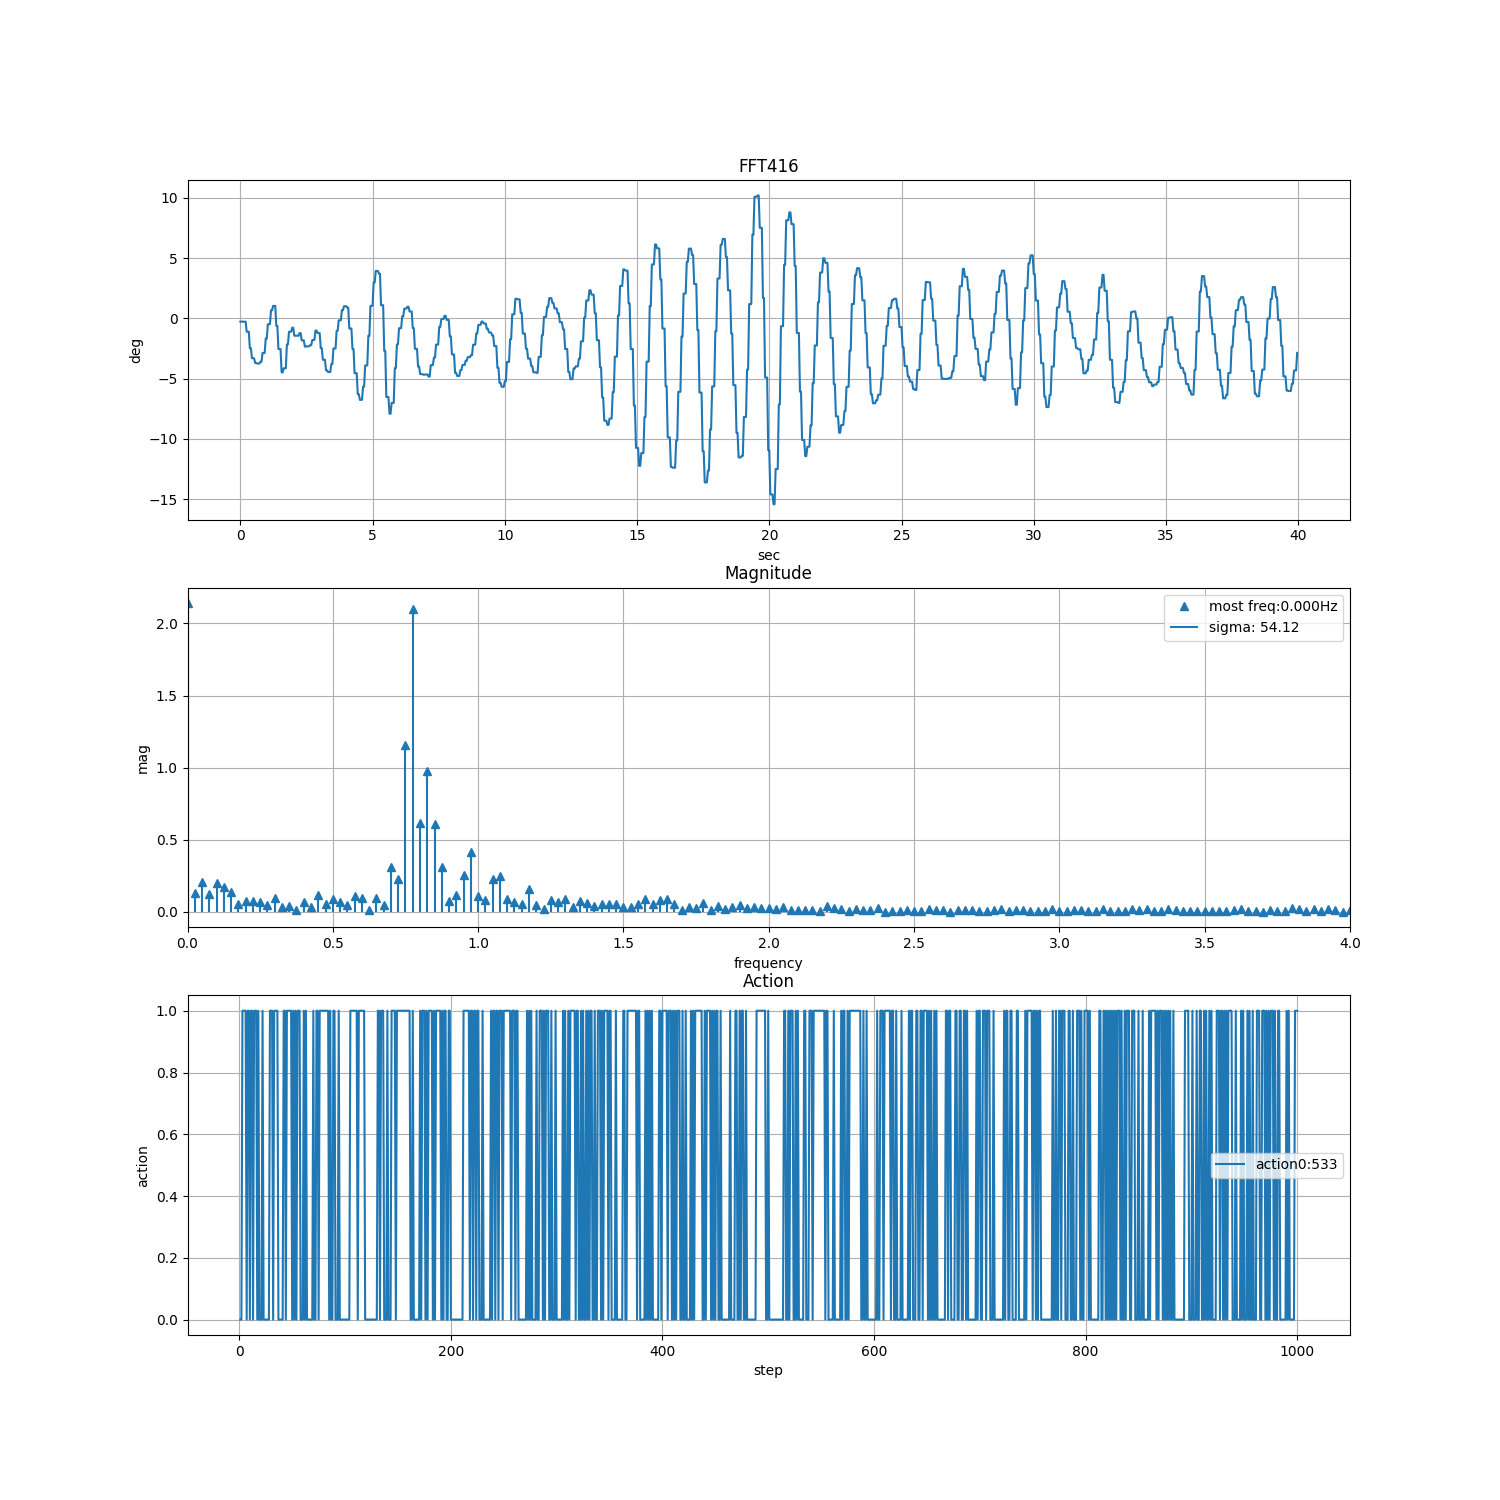 FFT416
10
5
0
−5
−10
−15
deg
0 5 10 15 20 25 30 35 40
sec
Magnitude
most freq:0.000Hz
sigma: 54.12
2.0
1.5
1.0
0.5
0.0
mag
0.0 0.5 1.0 1.5 2.0 2.5 3.0 3.5 4.0
frequency
Action
1.0
0.8
0.6
0.4
0.2
0.0
action
action0:533
0 200 400 600 800 1000
step